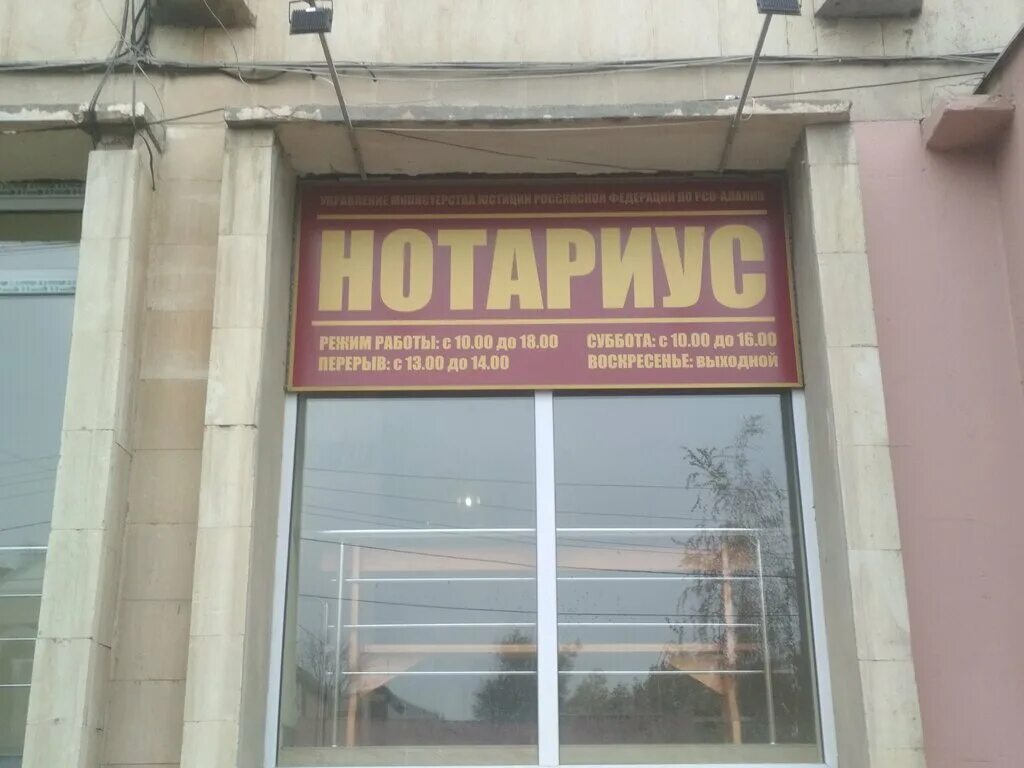 УПРАВЛЕНИЕ МИНИСТЕРСТВА ЮСТИЦИИ РОССИЙСКОЙ ФЕДЕРАЦИИ ПО РСО-АЛАНИЯ
НОТАРИУС
РЕЖИМ РАБОТЫ: с 10.00 до 18.00
ПЕРЕРЫВ: с 13.00 до 14.00
СУББОТА: с 10.00 до 16.00
ВОСКРЕСЕНЬЕ: выходной